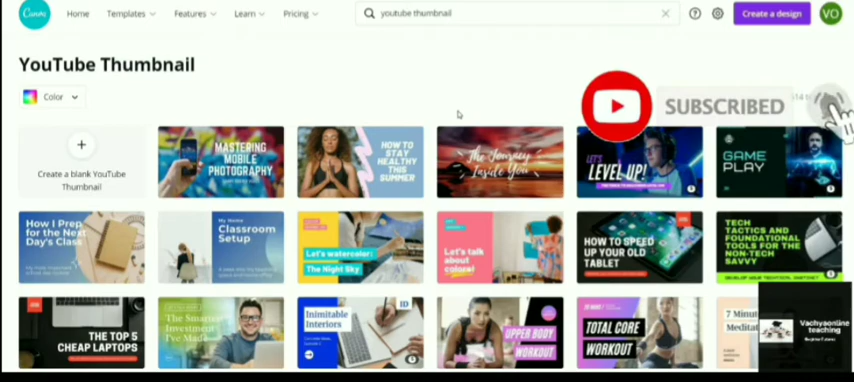 Canva
Home
Templates
Features
Learn
Pricing
youtube thumbnail
Create a design
VO
YouTube Thumbnail
Color
SUBSCRIBED
Create a blank YouTube
Thumbnail
MASTERING
MOBILE
PHOTOGRAPHY
HOW TO
STAY
HEALTHY
THIS
SUMMER
The Journey
Inside You
LET'S
LEVEL UP!
GAME
PLAY
How I Prep
for the Next
Day's Class
My Home
Classroom
Setup
Let's watercolor:
The Night Sky
Let's talk
about
color!
HOW TO SPEED
UP YOUR OLD
TABLET
TECH
TACTICS AND
FOUNDATIONAL
TOOLS FOR THE
NON-TECH
SAVVY
THE TOP 5
CHEAP LAPTOPS
The Smartest
Investment
I've Made
Inimitable
Interiors
ID
UPPER BODY
WORKOUT
TOTAL CORE
WORKOUT
Vachyaonline
teaching